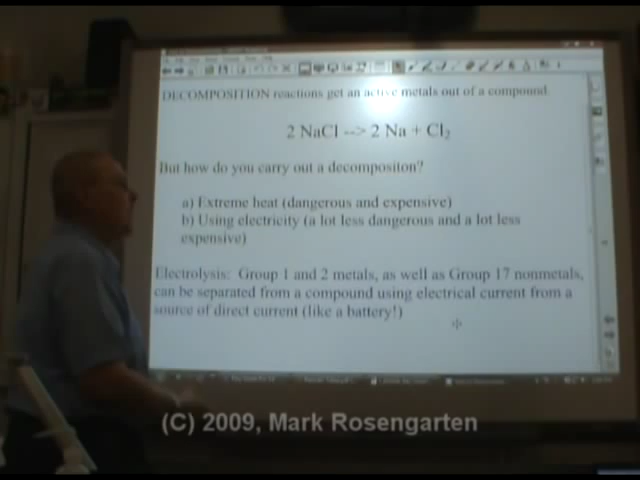 DECOMPOSITION reactions get an active metals out of a compound.
2 NaCl --> 2 Na + Cl₂
But how do you carry out a decompositon?
a) Extreme heat (dangerous and expensive)
b) Using electricity (a lot less dangerous and a lot less
expensive)
Electrolysis: Group 1 and 2 metals, as well as Group 17 nonmetals,
can be separated from a compound using electrical current from a
source of direct current (like a battery!)
(C) 2009, Mark Rosengarten